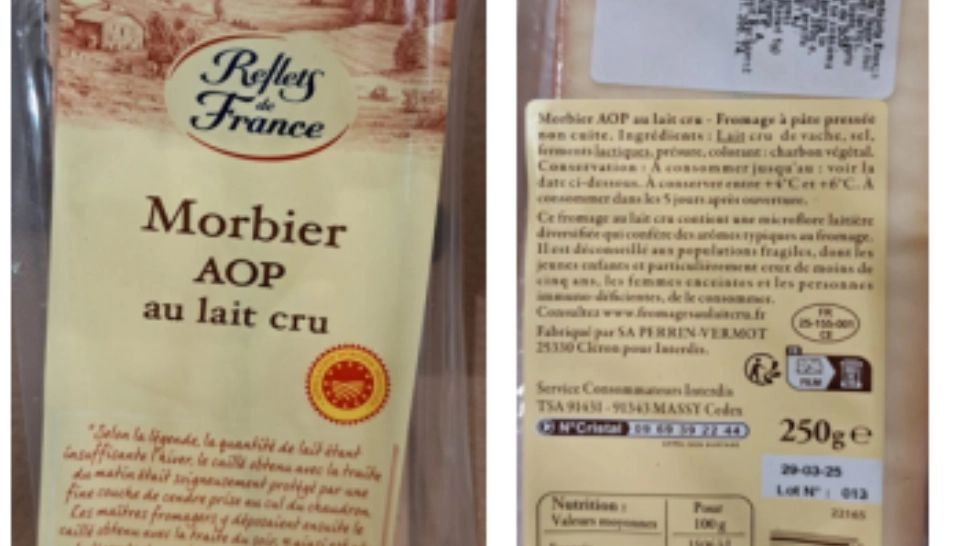 Reflets
de
France
Morbier
AOP
au lait cru
"Selon la légende, la quantité de lait étant
insuffisante l'hiver, le caillé obtenu avec la traite
du matin était soigneusement protégé par une
fine couche de cendre prise au cul du chaudron
Les maîtres fromagers y déposaient ensuite le
caillé obtenu avec la traite du soir
Morbier AOP au lait cru - Fromage à pâte pressée
non cuite. Ingrédients : Lait cru de vache, sel,
ferments lactiques, présure, colorant : charbon végétal.
Conservation : À consommer jusqu'au : voir la
date ci-dessous. À conserver entre +4°C et +6°C. À
consommer dans les 5 jours après ouverture.
Ce fromage au lait cru contient une microflore laitière
diversifiée qui confère des arômes typiques au fromage.
Il est déconseillé aux populations fragiles, dont les
jeunes enfants et particulièrement ceux de moins de
cinq ans, les femmes enceintes et les personnes
immuno-déficientes, de le consommer.
Consultez www.fromagesaulaitcru.fr
Fabriqué par SA PERRIN-VERMOT
25330 Cléron pour Interdis.
FR
25-155-001
CE
FR
FILM
Service Consommateurs Interdis
TSA 91431 - 91343 MASSY Cedex
N°Cristal 09 69 39 22 44
APPEL NON SURTAXÉ
250g e
29-03-25
Lot N° : 013
22165
Nutrition :
Valeurs moyennes
Pour
100g